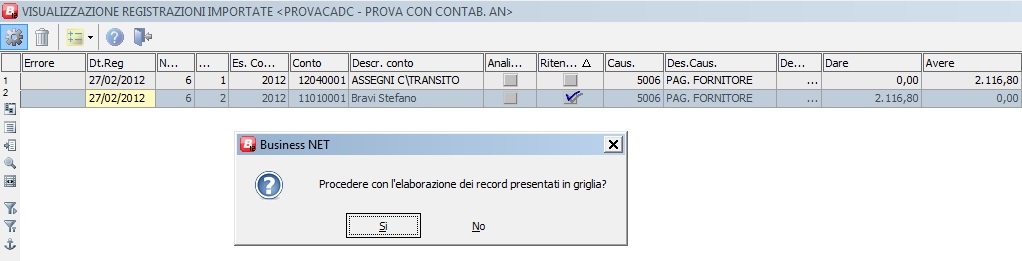 VISUALIZZAZIONE REGISTRAZIONI IMPORTATE <PROVACADC - PROVA CON CONTAB. AN>
Errore Dt.Reg N... ... Es. Co... Conto Descr. conto Anali... Riten... Caus. Des.Caus. De... Dare Avere
1 27/02/2012 6 1 2012 12040001 ASSEGNI C\TRANSITO 5006 PAG. FORNITORE ... 0,00 2.116,80
2 27/02/2012 6 2 2012 11010001 Bravi Stefano 5006 PAG. FORNITORE ... 2.116,80 0,00
Business NET
Procedere con l'elaborazione dei record presentati in griglia?
Sì No